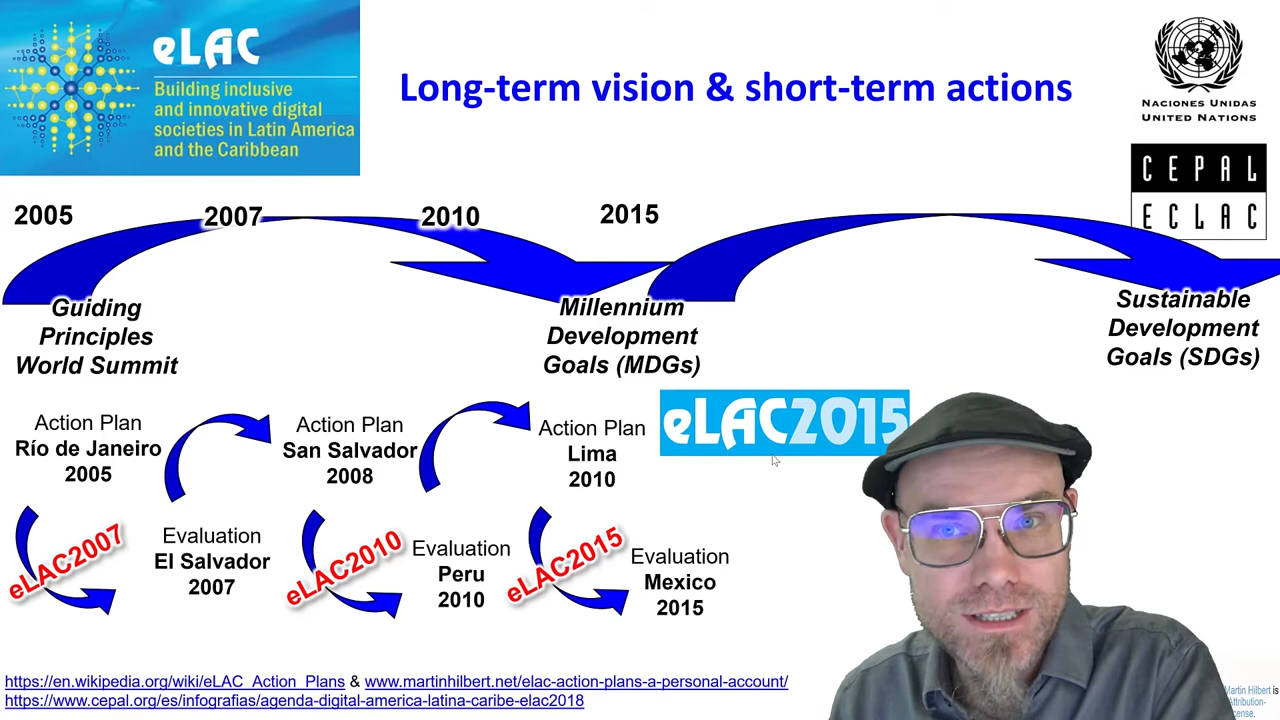 eLAC
Building inclusive
and innovative digital
societies in Latin America
and the Caribbean
Long-term vision & short-term actions
NACIONES UNIDAS
UNITED NATIONS
CEPAL
ECLAC
2005
2007
2010
2015
Guiding
Principles
World Summit
Millennium
Development
Goals (MDGs)
Sustainable
Development
Goals (SDGs)
Action Plan
Río de Janeiro
2005
Action Plan
San Salvador
2008
Action Plan
Lima
2010
eLAC2015
eLAC2007
Evaluation
El Salvador
2007
eLAC2010
Evaluation
Peru
2010
eLAC2015
Evaluation
Mexico
2015
https://en.wikipedia.org/wiki/eLAC_Action_Plans & www.martinhilbert.net/elac-action-plans-a-personal-account/
https://www.cepal.org/es/infografias/agenda-digital-america-latina-caribe-elac2018
Martin Hilbert is
Attribution-